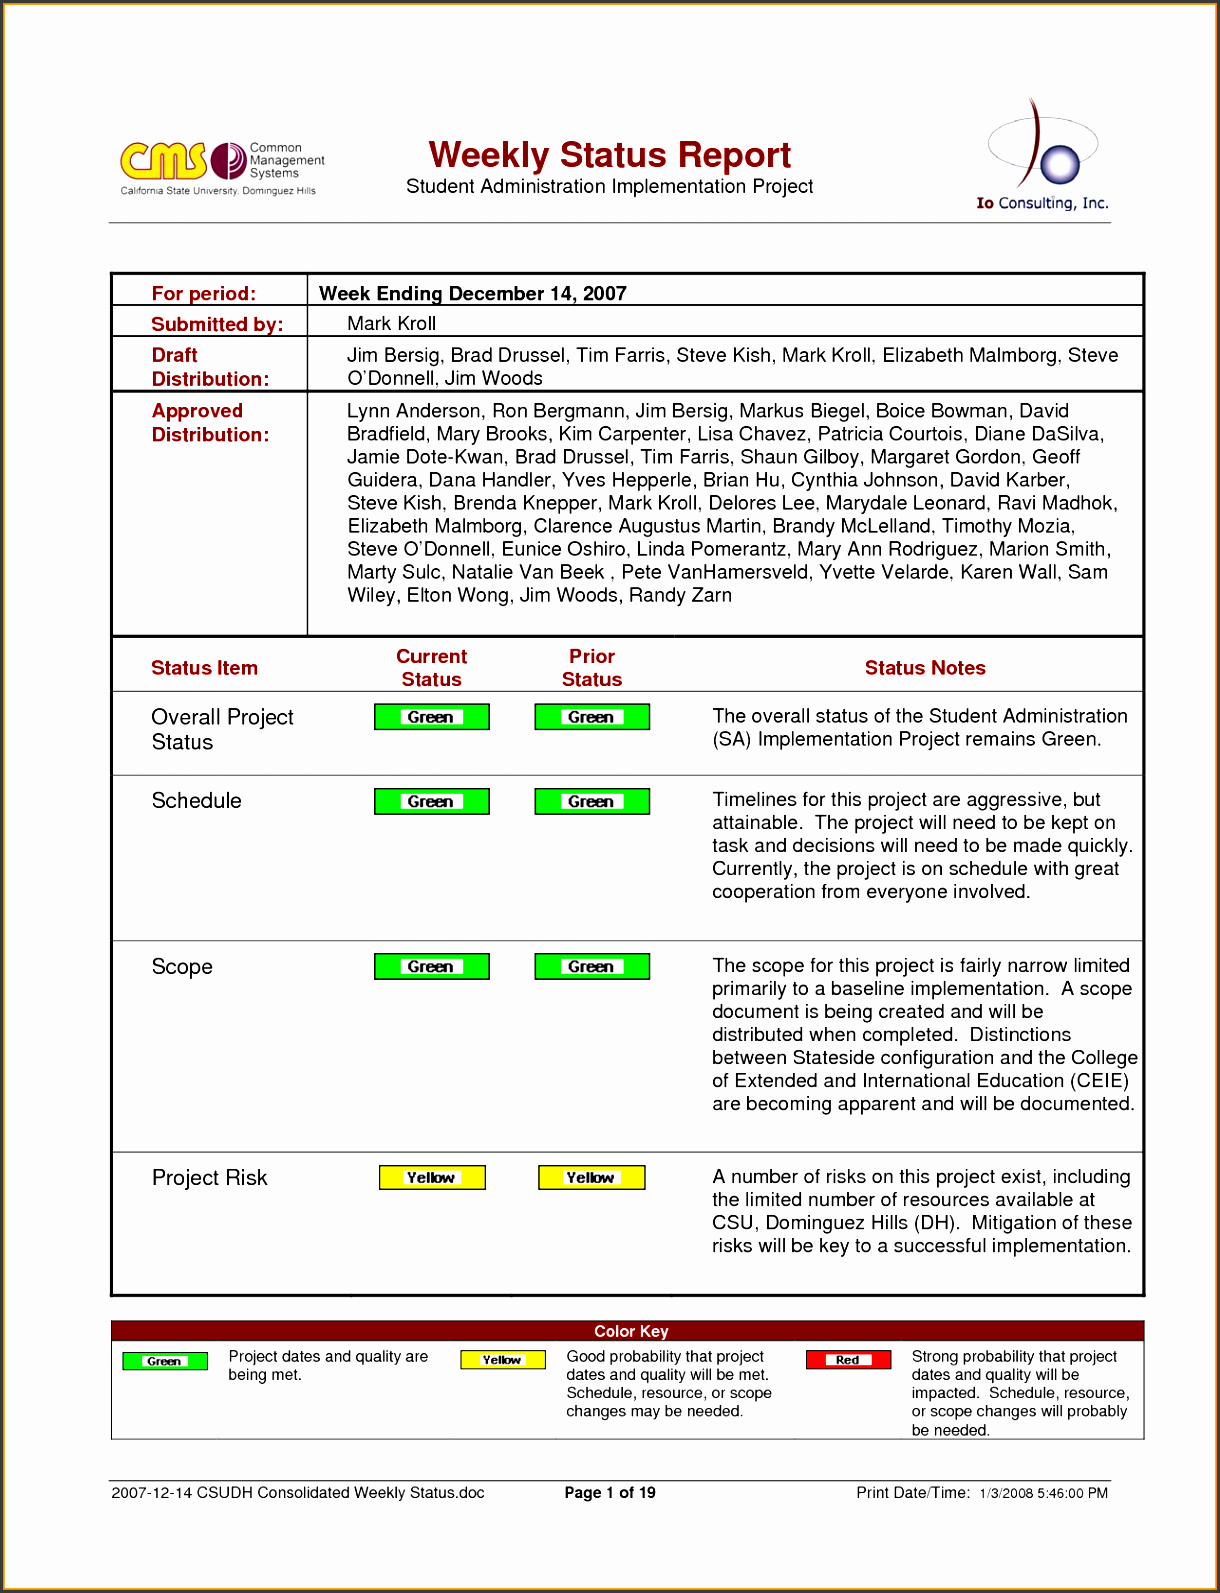 CMS Common
Management
Systems
California State University, Dominguez Hills
Weekly Status Report
Student Administration Implementation Project
Io Consulting, Inc.
For period: Week Ending December 14, 2007
Submitted by: Mark Kroll
Draft Distribution: Jim Bersig, Brad Drussel, Tim Farris, Steve Kish, Mark Kroll, Elizabeth Malmborg, Steve
O'Donnell, Jim Woods
Approved Distribution: Lynn Anderson, Ron Bergmann, Jim Bersig, Markus Biegel, Boice Bowman, David
Bradfield, Mary Brooks, Kim Carpenter, Lisa Chavez, Patricia Courtois, Diane DaSilva,
Jamie Dote-Kwan, Brad Drussel, Tim Farris, Shaun Gilboy, Margaret Gordon, Geoff
Guidera, Dana Handler, Yves Hepperle, Brian Hu, Cynthia Johnson, David Karber,
Steve Kish, Brenda Knepper, Mark Kroll, Delores Lee, Marydale Leonard, Ravi Madhok,
Elizabeth Malmborg, Clarence Augustus Martin, Brandy McLelland, Timothy Mozia,
Steve O'Donnell, Eunice Oshiro, Linda Pomerantz, Mary Ann Rodriguez, Marion Smith,
Marty Sulc, Natalie Van Beek , Pete VanHamersveld, Yvette Velarde, Karen Wall, Sam
Wiley, Elton Wong, Jim Woods, Randy Zarn
Status Item
Current
Status
Prior
Status
Status Notes
Overall Project
Status
Green
Green
The overall status of the Student Administration
(SA) Implementation Project remains Green.
Schedule
Green
Green
Timelines for this project are aggressive, but
attainable. The project will need to be kept on
task and decisions will need to be made quickly.
Currently, the project is on schedule with great
cooperation from everyone involved.
Scope
Green
Green
The scope for this project is fairly narrow limited
primarily to a baseline implementation. A scope
document is being created and will be
distributed when completed. Distinctions
between Stateside configuration and the College
of Extended and International Education (CEIE)
are becoming apparent and will be documented.
Project Risk
Yellow
Yellow
A number of risks on this project exist, including
the limited number of resources available at
CSU, Dominguez Hills (DH). Mitigation of these
risks will be key to a successful implementation.
Color Key
Green
Project dates and quality are
being met.
Yellow
Good probability that project
dates and quality will be met.
Schedule, resource, or scope
changes may be needed.
Red
Strong probability that project
dates and quality will be
impacted. Schedule, resource,
or scope changes will probably
be needed.
2007-12-14 CSUDH Consolidated Weekly Status.doc
Page 1 of 19
Print Date/Time: 1/3/2008 5:46:00 PM